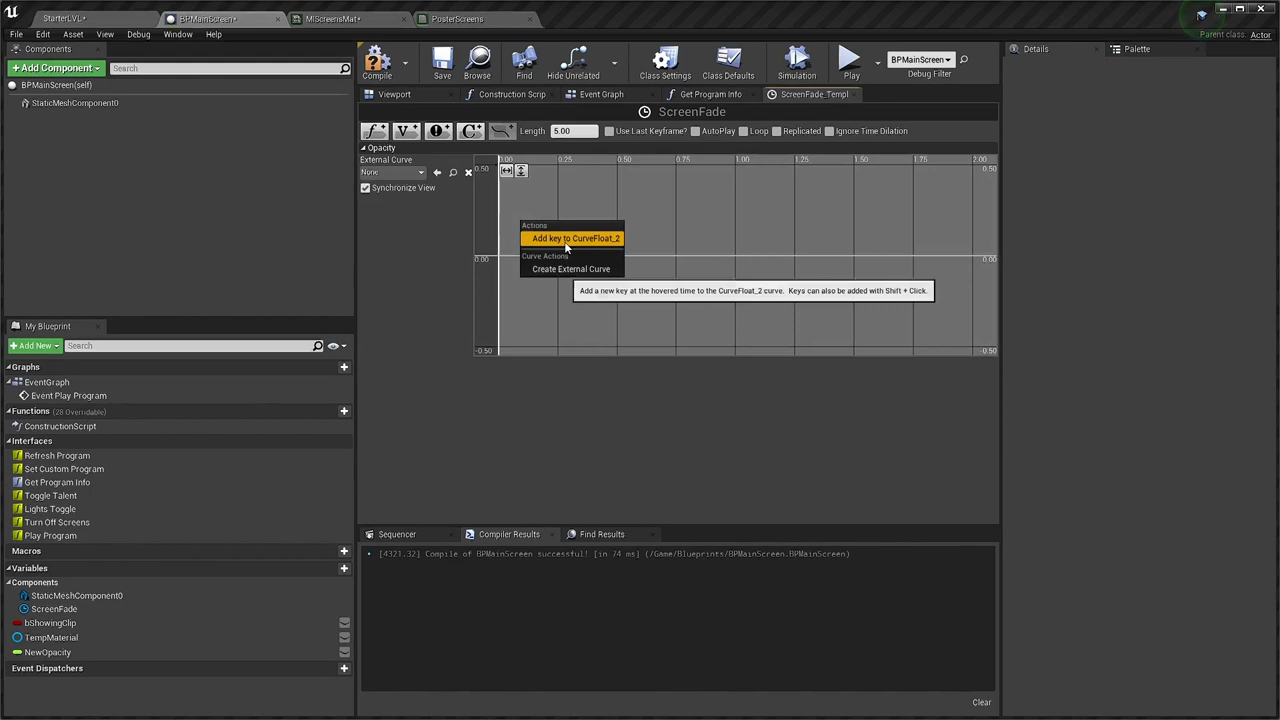 StarterLVL•
BPMainScreen•
MIScreensMat•
PosterScreens
Parent class: Actor
File Edit Asset View Debug Window Help
Components
+ Add Component
Search
BPMainScreen(self)
StaticMeshComponent0
Compile
Save
Browse
Find
Hide Unrelated
Class Settings
Class Defaults
Simulation
Play
BPMainScreen
Debug Filter
Details
Palette
Viewport
Construction Scrip
Event Graph
Get Program Info
ScreenFade_Templ
ScreenFade
Length 5.00 Use Last Keyframe? AutoPlay Loop Replicated Ignore Time Dilation
Opacity
External Curve
None
Synchronize View
0.00 0.25 0.50 0.75 1.00 1.25 1.50 1.75 2.00
0.50 0.50
0.00 0.00
-0.50 -0.50
Actions
Add key to CurveFloat_2
Curve Actions
Create External Curve
Add a new key at the hovered time to the CurveFloat_2 curve. Keys can also be added with Shift + Click.
My Blueprint
+ Add New
Search
Graphs
EventGraph
Event Play Program
Functions (28 Overridable)
ConstructionScript
Interfaces
Refresh Program
Set Custom Program
Get Program Info
Toggle Talent
Lights Toggle
Turn Off Screens
Play Program
Macros
Variables
Components
StaticMeshComponent0
ScreenFade
bShowingClip
TempMaterial
NewOpacity
Event Dispatchers
Sequencer
Compiler Results
Find Results
[4321.32] Compile of BPMainScreen successful! [in 74 ms] (/Game/Blueprints/BPMainScreen.BPMainScreen)
Clear